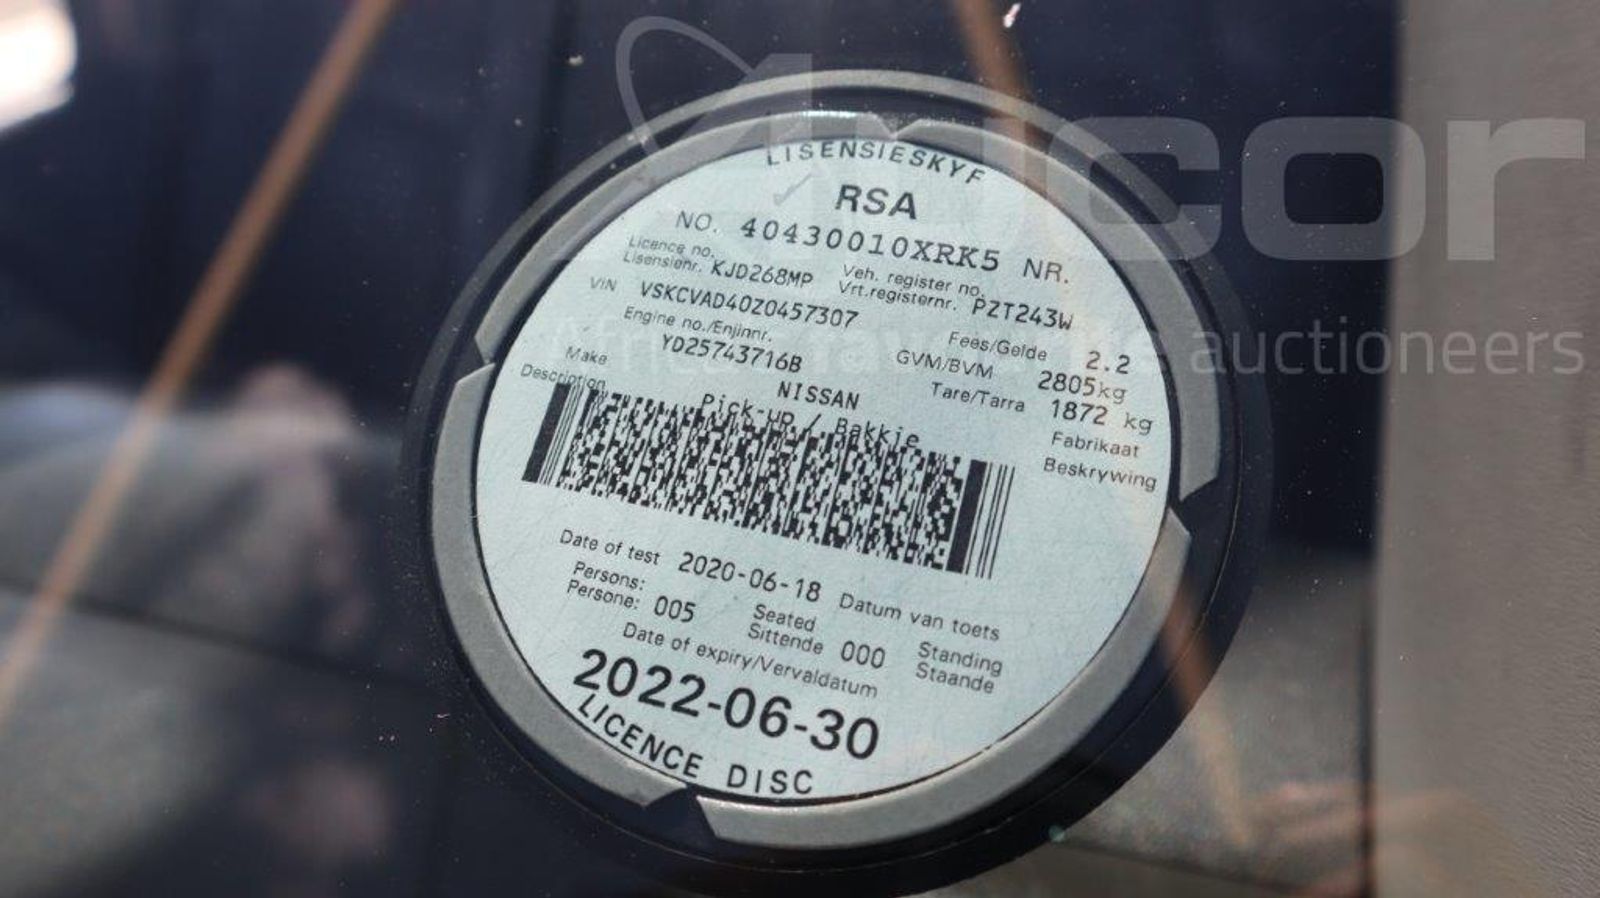 LISENSIESKYF
RSA
NO. 40430010XRK5 NR.
Licence no. Veh. register no.
Lisensienr. KJD268MP Vrt.registernr. PZT243W
VIN VSKCVAD40Z0457307
Engine no./Enjinnr. Fees/Gelde 2.2
YD25743716B GVM/BVM 2805kg
Make NISSAN Tare/Tarra 1872 kg
Description Pick-up / Bakkie Fabrikaat
Beskrywing
Date of test 2020-06-18 Datum van toets
Persons: Seated Standing
Persone: 005 Sittende 000 Staande
Date of expiry/Vervaldatum
2022-06-30
LICENCE DISC
auctioneers